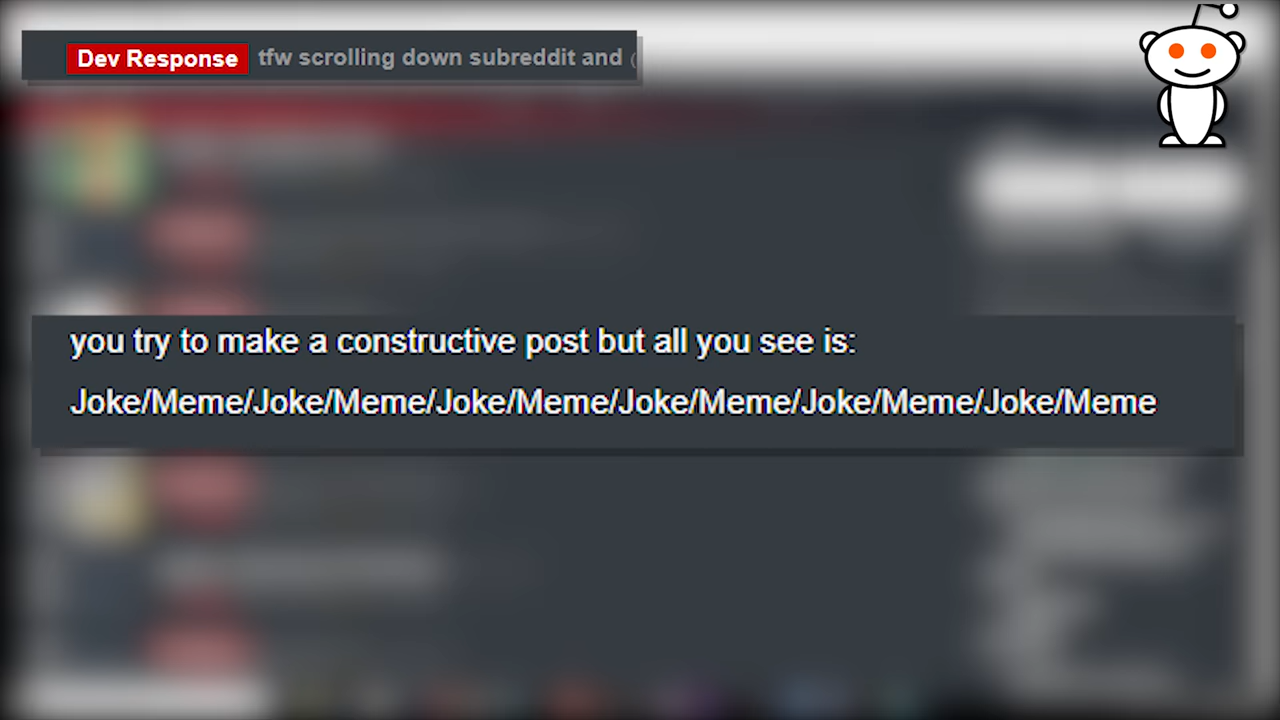 Dev Response tfw scrolling down subreddit and (
you try to make a constructive post but all you see is:
Joke/Meme/Joke/Meme/Joke/Meme/Joke/Meme/Joke/Meme/Joke/Meme